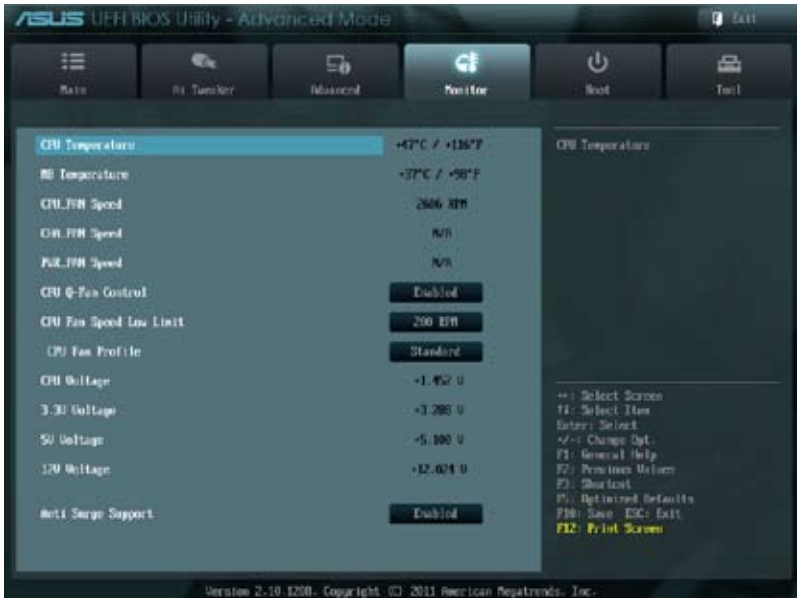 ASUS UEFI BIOS Utility - Advanced Mode
Exit
Main
Ai Tweaker
Advanced
Monitor
Boot
Tool
CPU Temperature +47°C / +116°F
CPU Temperature
MB Temperature +37°C / +98°F
CPU_FAN Speed 2606 RPM
CHA_FAN Speed N/A
PWR_FAN Speed N/A
CPU Q-Fan Control Enabled
CPU Fan Speed Low Limit 200 RPM
CPU Fan Profile Standard
CPU Voltage +1.452 V
3.3V Voltage +3.288 V
5V Voltage +5.100 V
12V Voltage +12.024 V
Anti Surge Support Enabled
→←: Select Screen
↑↓: Select Item
Enter: Select
+/-: Change Opt.
F1: General Help
F2: Previous Values
F3: Shortcut
F5: Optimized Defaults
F10: Save ESC: Exit
F12: Print Screen
Version 2.10.1208. Copyright (C) 2011 American Megatrends, Inc.